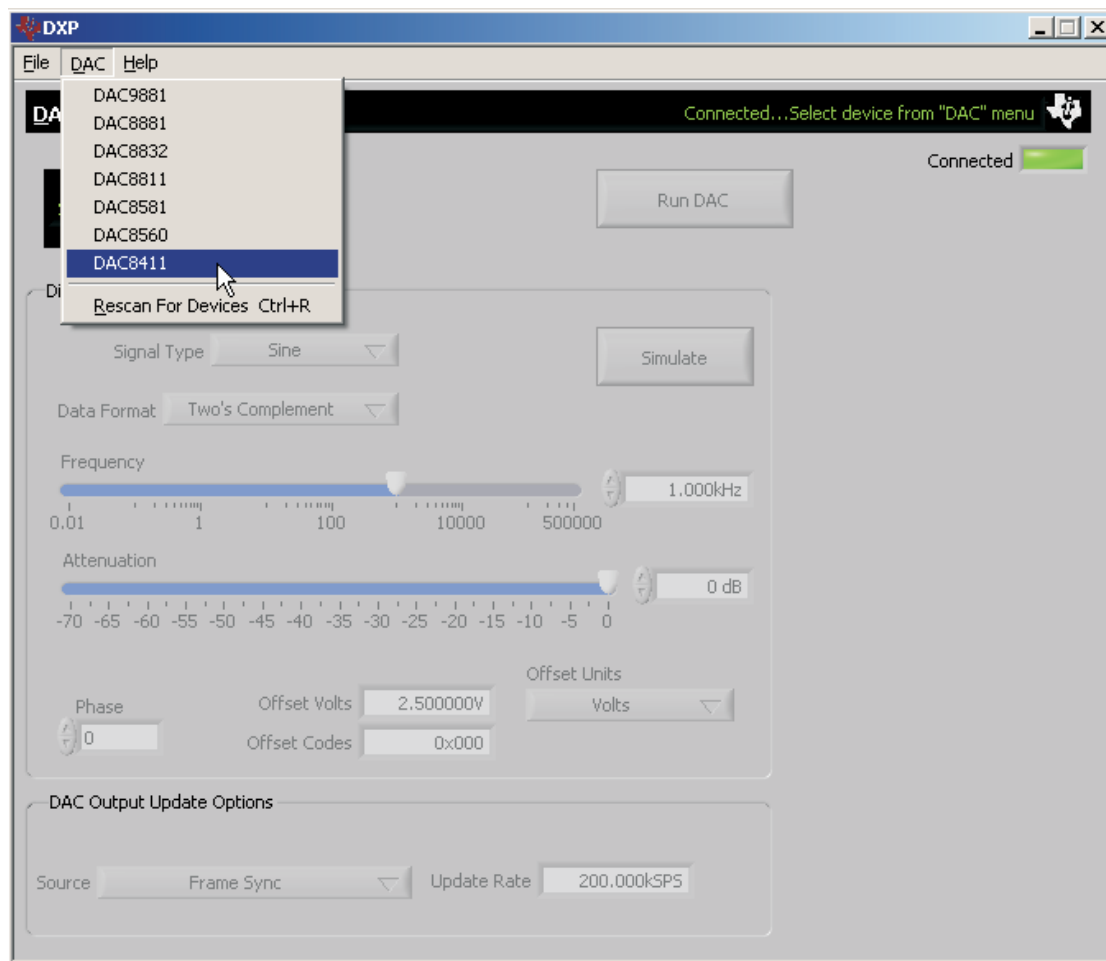 DXP
File DAC Help
DAC9881
DAC8881
DAC8832
DAC8811
DAC8581
DAC8560
DAC8411
Rescan For Devices Ctrl+R
DA
Connected...Select device from "DAC" menu
Connected
Run DAC
Di
Signal Type Sine
Simulate
Data Format Two's Complement
Frequency
1.000kHz
0.01 1 100 10000 500000
Attenuation
0 dB
-70 -65 -60 -55 -50 -45 -40 -35 -30 -25 -20 -15 -10 -5 0
Offset Units
Phase Offset Volts 2.500000V Volts
0 Offset Codes 0x000
DAC Output Update Options
Source Frame Sync Update Rate 200.000kSPS